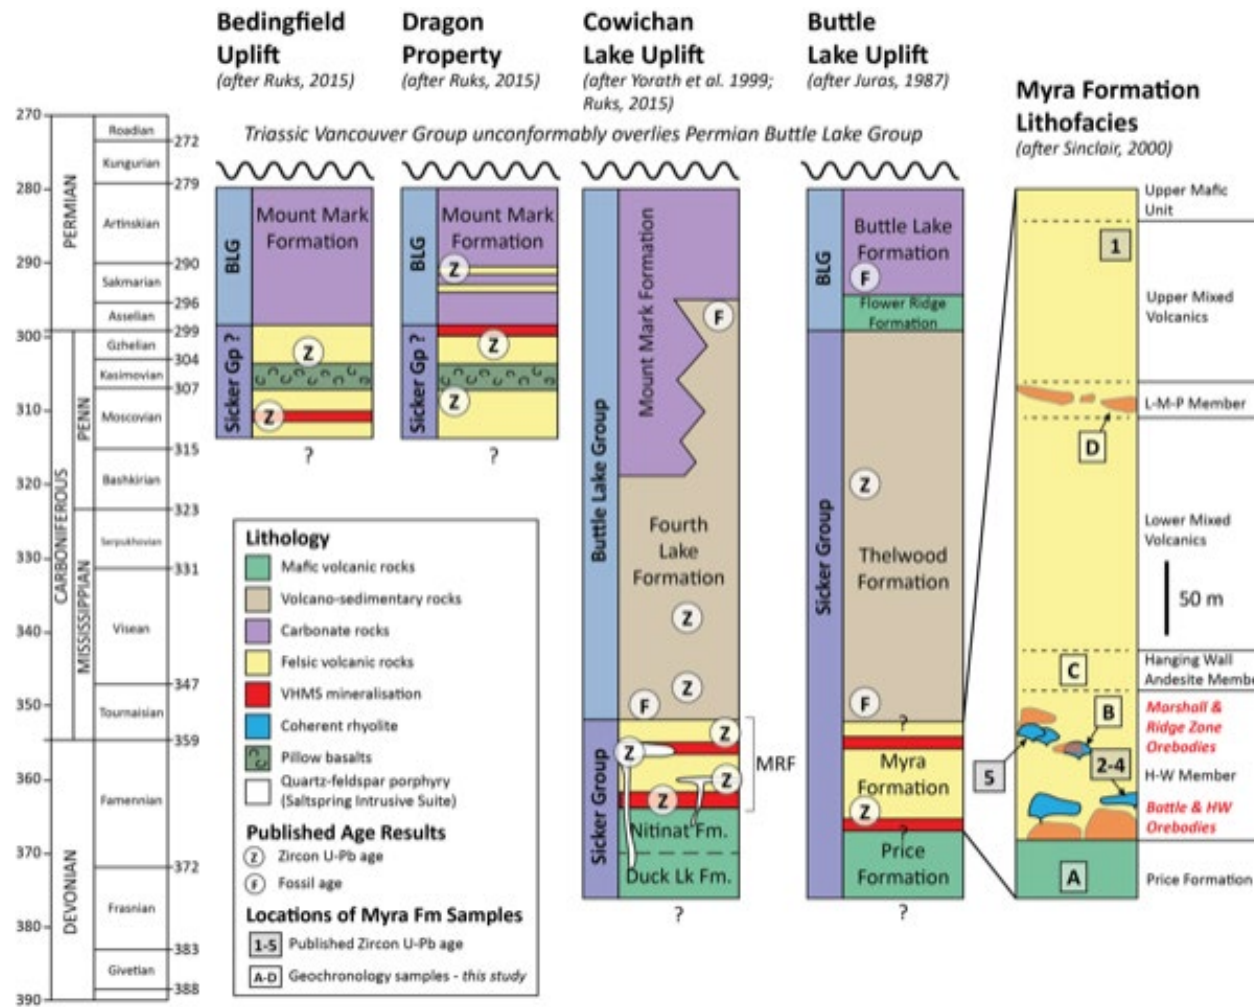 Bedingfield
Uplift
(after Ruks, 2015)
Dragon
Property
(after Ruks, 2015)
Cowichan
Lake Uplift
(after Yorath et al. 1999;
Ruks, 2015)
Buttle
Lake Uplift
(after Juras, 1987)
Myra Formation
Lithofacies
(after Sinclair, 2000)
Triassic Vancouver Group unconformably overlies Permian Buttle Lake Group
270
280
290
300
310
320
330
340
350
360
370
380
390
PERMIAN
CARBONIFEROUS
PENN
MISSISSIPPIAN
DEVONIAN
Roadian
272
Kungurian
279
Artinskian
290
Sakmarian
296
Asselian
299
Gzhelian
304
Kasimovian
307
Moscovian
315
Bashkirian
323
Serpukhovian
331
Visean
347
Tournaisian
359
Famennian
372
Frasnian
383
Givetian
388
BLG
Sicker Gp ?
Mount Mark
Formation
Z
Z
?
BLG
Sicker Gp ?
Mount Mark
Formation
Z
Z
Z
?
Buttle Lake Group
Sicker Group
Mount Mark Formation
F
Fourth
Lake
Formation
Z
Z
F
Z
Z
Z
Z
MRF
Nitinat Fm.
Duck Lk Fm.
?
BLG
Sicker Group
Buttle Lake
Formation
F
Flower Ridge
Formation
Z
Thelwood
Formation
F
?
Myra
Formation
Z
?
Price
Formation
?
1
D
C
B
5
2-4
A
Upper Mafic
Unit
Upper Mixed
Volcanics
L-M-P Member
Lower Mixed
Volcanics
50 m
Hanging Wall
Andesite Member
Marshall &
Ridge Zone
Orebodies
H-W Member
Battle & HW
Orebodies
Price Formation
Lithology
Mafic volcanic rocks
Volcano-sedimentary rocks
Carbonate rocks
Felsic volcanic rocks
VHMS mineralisation
Coherent rhyolite
Pillow basalts
Quartz-feldspar porphyry
(Saltspring Intrusive Suite)
Published Age Results
Z Zircon U-Pb age
F Fossil age
Locations of Myra Fm Samples
1-5 Published Zircon U-Pb age
A-D Geochronology samples - this study